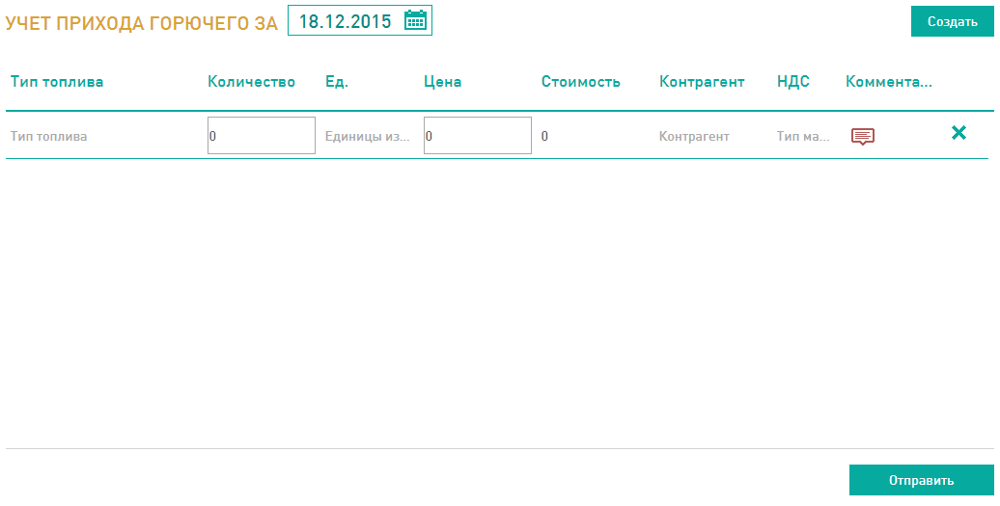 УЧЕТ ПРИХОДА ГОРЮЧЕГО ЗА 18.12.2015 Создать
Тип топлива Количество Ед. Цена Стоимость Контрагент НДС Коммента...
Тип топлива 0 Единицы из... 0 0 Контрагент Тип ма...
Отправить